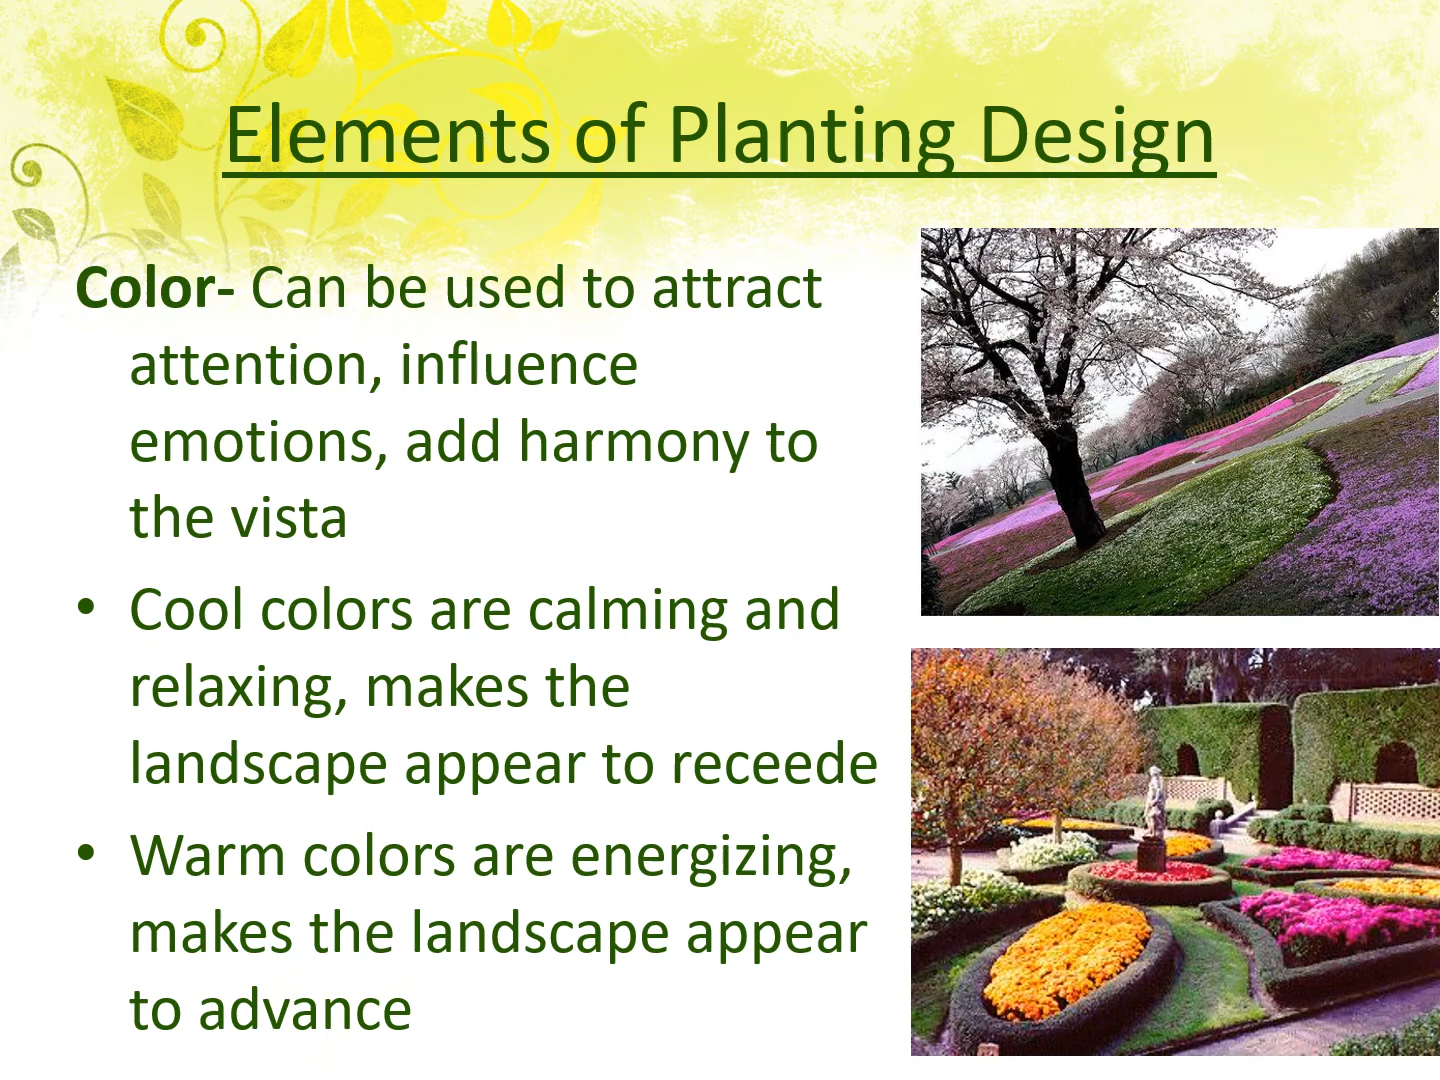 Elements of Planting Design
Color- Can be used to attract
attention, influence
emotions, add harmony to
the vista
• Cool colors are calming and
relaxing, makes the
landscape appear to receede
• Warm colors are energizing,
makes the landscape appear
to advance